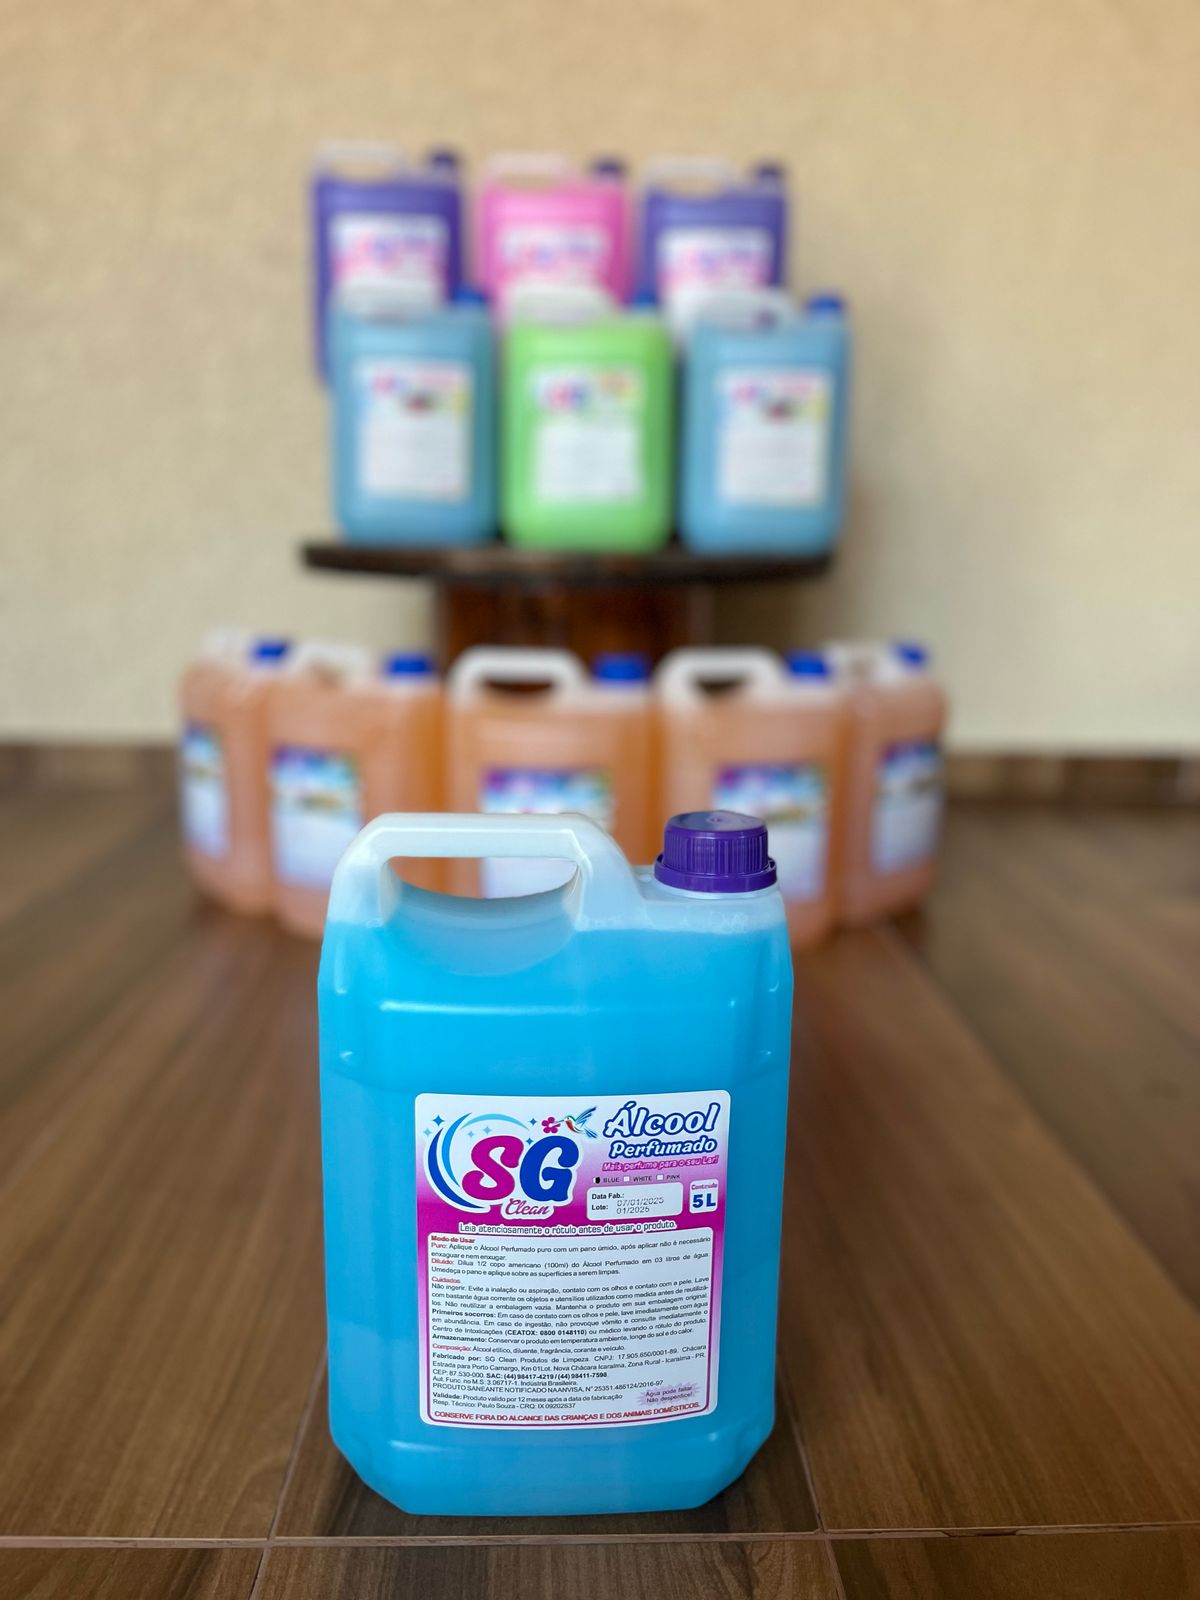 SG
Clean
Álcool
Perfumado
Mais perfume para o seu Lar!
BLUE WHITE PINK
Data Fab.: 07/01/2025
Lote: 01/2025
Conteúdo
5L
Leia atenciosamente o rótulo antes de usar o produto.
Modo de Usar
Puro: Aplique o Álcool Perfumado puro com um pano úmido, após aplicar não é necessário
enxaguar e nem enxugar.
Diluído: Dilua 1/2 copo americano (100ml) do Álcool Perfumado em 03 litros de água.
Umedeça o pano e aplique sobre as superfícies a serem limpas.
Cuidados
Não ingerir. Evite a inalação ou aspiração, contato com os olhos e contato com a pele. Lave
com bastante água corrente os objetos e utensílios utilizados como medida antes de reutilizá-
los. Não reutilizar a embalagem vazia. Mantenha o produto em sua embalagem original.
Primeiros socorros: Em caso de contato com os olhos e pele, lave imediatamente com água
em abundância. Em caso de ingestão, não provoque vômito e consulte imediatamente o
Centro de Intoxicações (CEATOX: 0800 0148110) ou médico levando o rótulo do produto.
Armazenamento: Conservar o produto em temperatura ambiente, longe do sol e do calor.
Composição: Álcool etílico, diluente, fragrância, corante e veículo.
Fabricado por: SG Clean Produtos de Limpeza. CNPJ: 17.905.650/0001-89. Chácara
Estrada para Porto Camargo, Km 01Lot. Nova Chácara Icaraíma, Zona Rural - Icaraíma - PR.
CEP: 87.530-000. SAC: (44) 98417-4219 / (44) 98411-7598.
Aut. Func. no M.S: 3.06717-1. Indústria Brasileira.
PRODUTO SANEANTE NOTIFICADO NA ANVISA, N° 25351.486124/2016-97
Validade: Produto valido por 12 meses após a data de fabricação
Resp. Técnico: Paulo Souza - CRQ: IX 09202637
Água pode faltar
Não desperdice!
CONSERVE FORA DO ALCANCE DAS CRIANÇAS E DOS ANIMAIS DOMÉSTICOS.